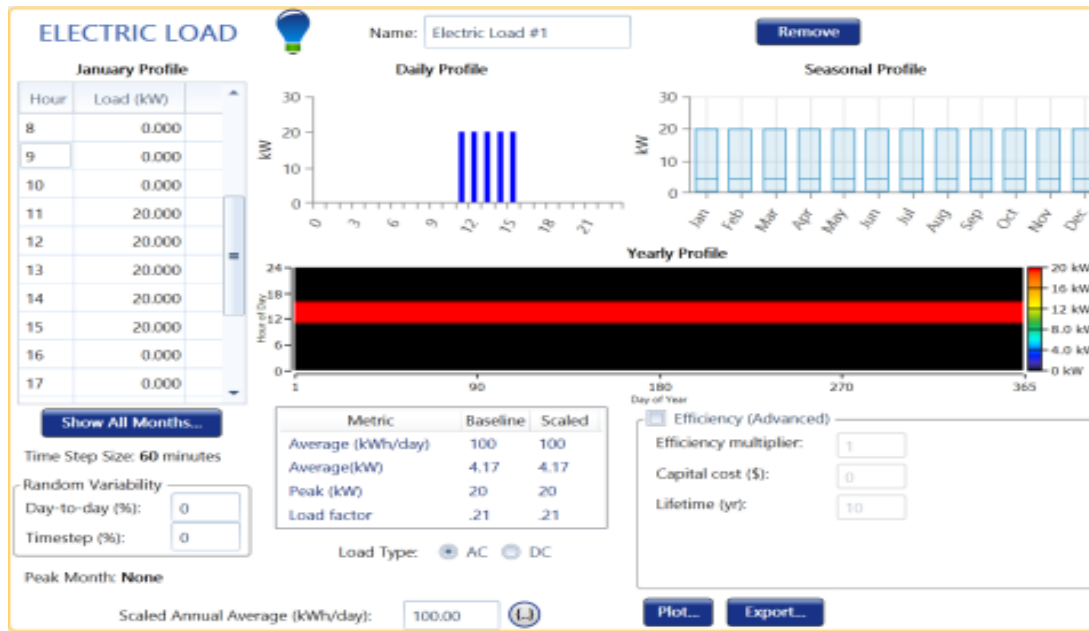 ELECTRIC LOAD
Name: Electric Load #1
Remove
January Profile
Hour Load (kW)
8 0.000
9 0.000
10 0.000
11 20.000
12 20.000
13 20.000
14 20.000
15 20.000
16 0.000
17 0.000
Show All Months...
Time Step Size: 60 minutes
Random Variability
Day-to-day (%): 0
Timestep (%): 0
Peak Month: None
Daily Profile
kW
30
20
10
0
0 3 6 9 12 15 18 21
Seasonal Profile
kW
30
20
10
0
Jan Feb Mar Apr May Jun Jul Aug Sep Oct Nov Dec
Yearly Profile
Hour of Day
24
18
12
6
0
1 90 180 270 365
Day of Year
20 kW
16 kW
12 kW
8.0 kW
4.0 kW
0 kW
Metric Baseline Scaled
Average (kWh/day) 100 100
Average(kW) 4.17 4.17
Peak (kW) 20 20
Load factor .21 .21
Load Type: AC DC
Efficiency (Advanced)
Efficiency multiplier: 1
Capital cost ($): 0
Lifetime (yr): 10
Scaled Annual Average (kWh/day): 100.00 {..}
Plot... Export...